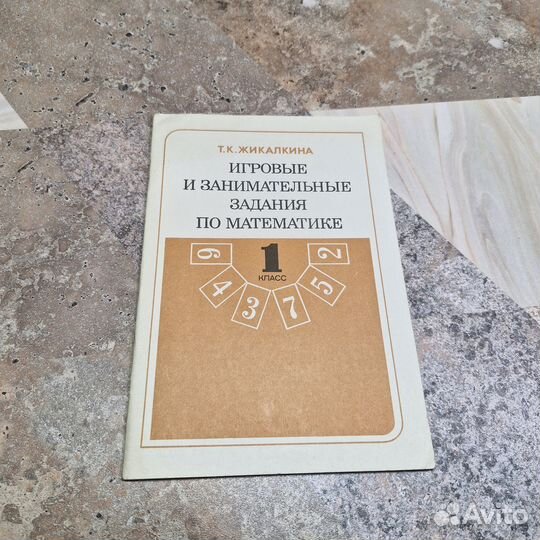 Т.К. ЖИКАЛКИНА
ИГРОВЫЕ
И ЗАНИМАТЕЛЬНЫЕ
ЗАДАНИЯ
ПО МАТЕМАТИКЕ
1
КЛАСС
6 4 3 7 5 2
Avito